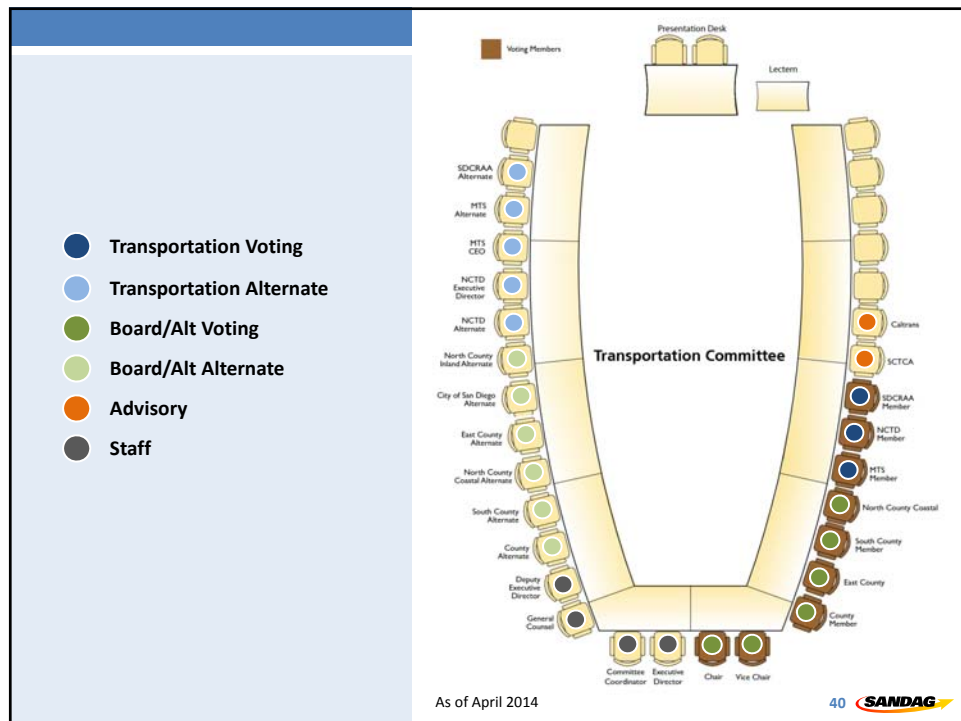 Voting Members
Presentation Desk
Lectern
Transportation Voting
Transportation Alternate
Board/Alt Voting
Board/Alt Alternate
Advisory
Staff
SDCRAA
Alternate
MTS
Alternate
MTS
CEO
NCTD
Executive
Director
NCTD
Alternate
North County
Inland Alternate
City of San Diego
Alternate
East County
Alternate
North County
Coastal Alternate
South County
Alternate
County
Alternate
Deputy
Executive
Director
General
Counsel
Transportation Committee
Caltrans
SCTCA
SDCRAA
Member
NCTD
Member
MTS
Member
North County Coastal
South County
Member
East County
County
Member
Committee
Coordinator
Executive
Director
Chair
Vice Chair
As of April 2014
40
SANDAG